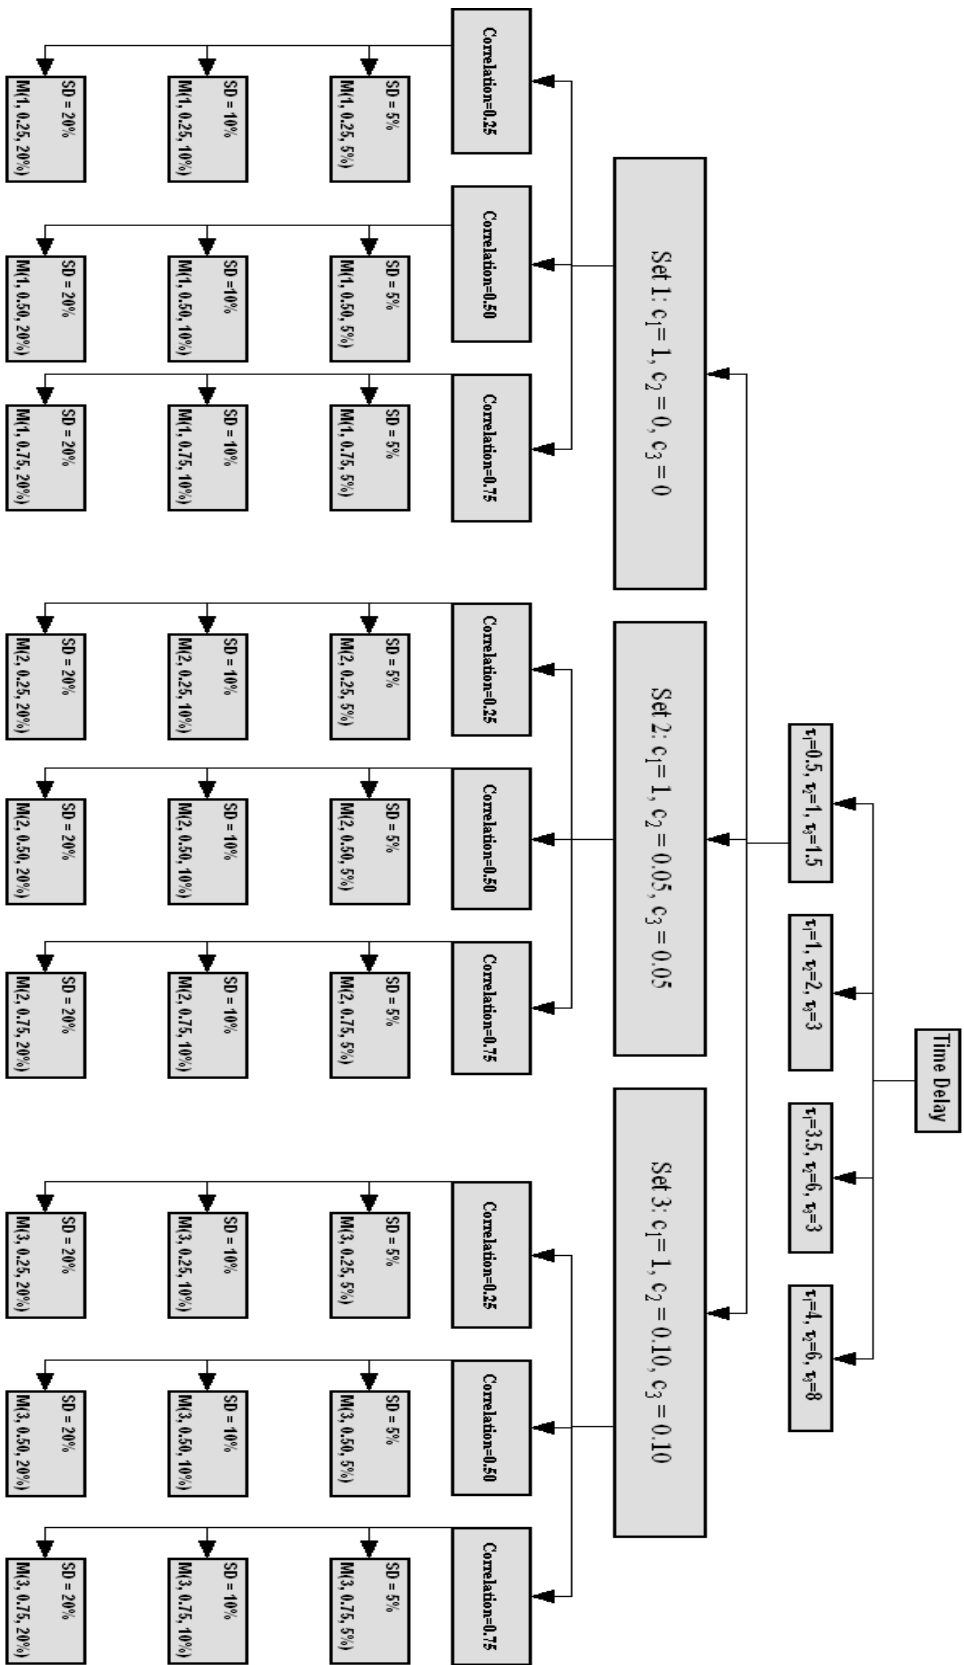 Time Delay
τ1=0.5, τ2=1, τ3=1.5
τ1=1, τ2=2, τ3=3
τ1=3.5, τ2=6, τ3=3
τ1=4, τ2=6, τ3=8
Set 1: c1= 1, c2 = 0, c3 = 0
Set 2: c1= 1, c2 = 0.05, c3 = 0.05
Set 3: c1= 1, c2 = 0.10, c3 = 0.10
Correlation=0.25
Correlation=0.50
Correlation=0.75
Correlation=0.25
Correlation=0.50
Correlation=0.75
Correlation=0.25
Correlation=0.50
Correlation=0.75
SD = 5%
M(1, 0.25, 5%)
SD = 5%
M(1, 0.50, 5%)
SD = 5%
M(1, 0.75, 5%)
SD = 5%
M(2, 0.25, 5%)
SD = 5%
M(2, 0.50, 5%)
SD = 5%
M(2, 0.75, 5%)
SD = 5%
M(3, 0.25, 5%)
SD = 5%
M(3, 0.50, 5%)
SD = 5%
M(3, 0.75, 5%)
SD = 10%
M(1, 0.25, 10%)
SD =10%
M(1, 0.50, 10%)
SD = 10%
M(1, 0.75, 10%)
SD = 10%
M(2, 0.25, 10%)
SD = 10%
M(2, 0.50, 10%)
SD = 10%
M(2, 0.75, 10%)
SD = 10%
M(3, 0.25, 10%)
SD = 10%
M(3, 0.50, 10%)
SD = 10%
M(3, 0.75, 10%)
SD = 20%
M(1, 0.25, 20%)
SD = 20%
M(1, 0.50, 20%)
SD = 20%
M(1, 0.75, 20%)
SD = 20%
M(2, 0.25, 20%)
SD = 20%
M(2, 0.50, 20%)
SD = 20%
M(2, 0.75, 20%)
SD = 20%
M(3, 0.25, 20%)
SD = 20%
M(3, 0.50, 20%)
SD = 20%
M(3, 0.75, 20%)